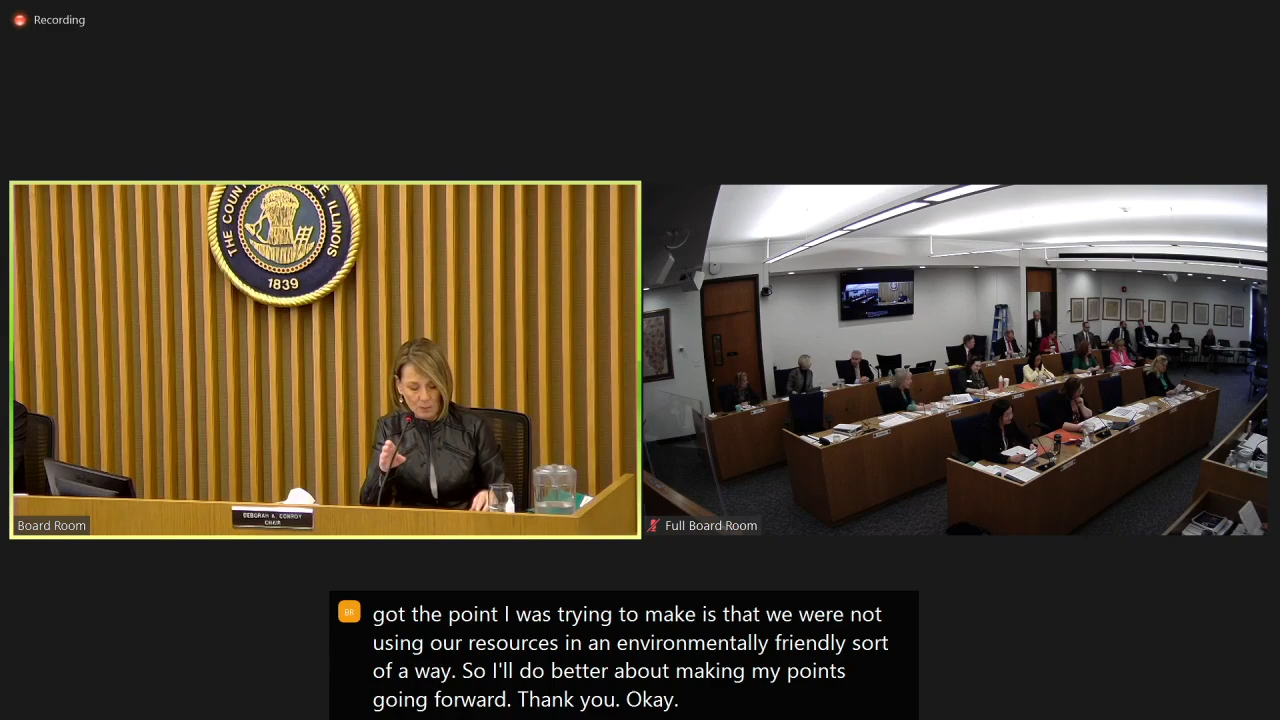 Recording
THE COUNT
E, ILLINOIS
1839
DEBORAH A. CONROY
CHAIR
Board Room
Full Board Room
BR
got the point I was trying to make is that we were not
using our resources in an environmentally friendly sort
of a way. So I'll do better about making my points
going forward. Thank you. Okay.